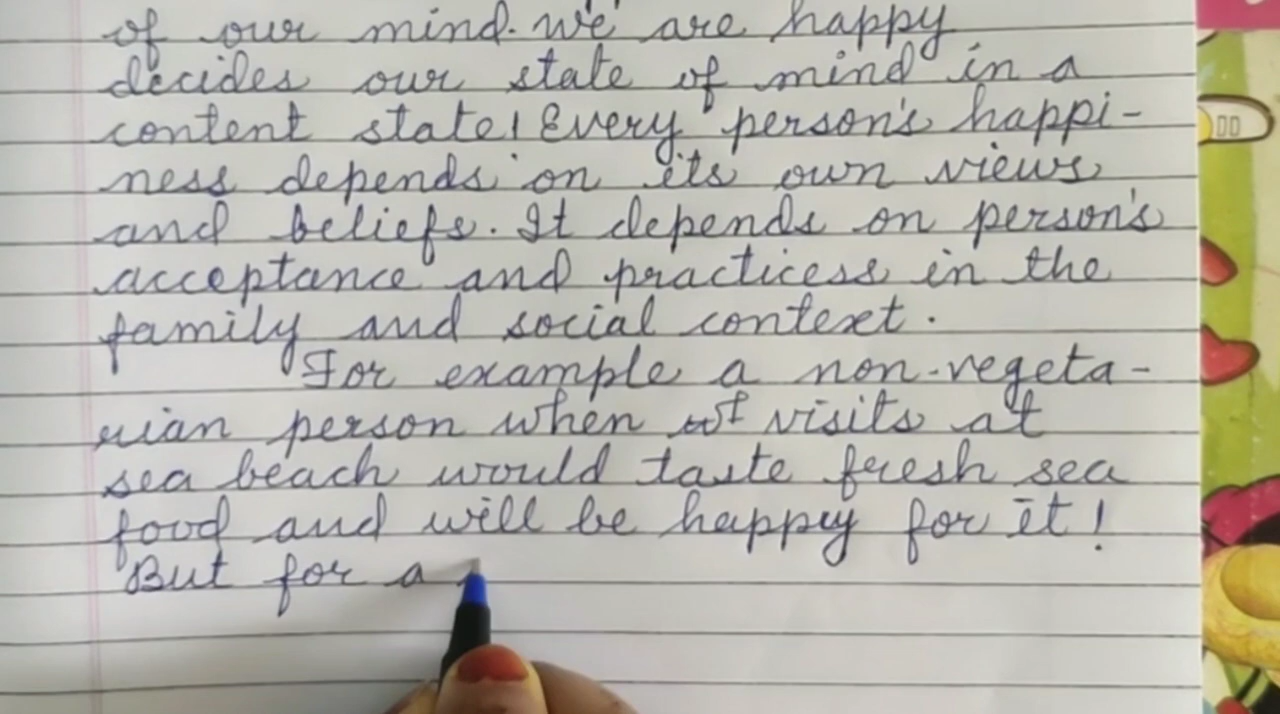 of our mind. we are happy
decides our state of mind in a
content state! Every person's happi-
ness depends on its own views
and beliefs. It depends on person's
acceptance and practicess in the
family and social context.
For example a non-vegeta-
rian person when visits at
sea beach would taste fresh sea
food and will be happy for it!
But for a